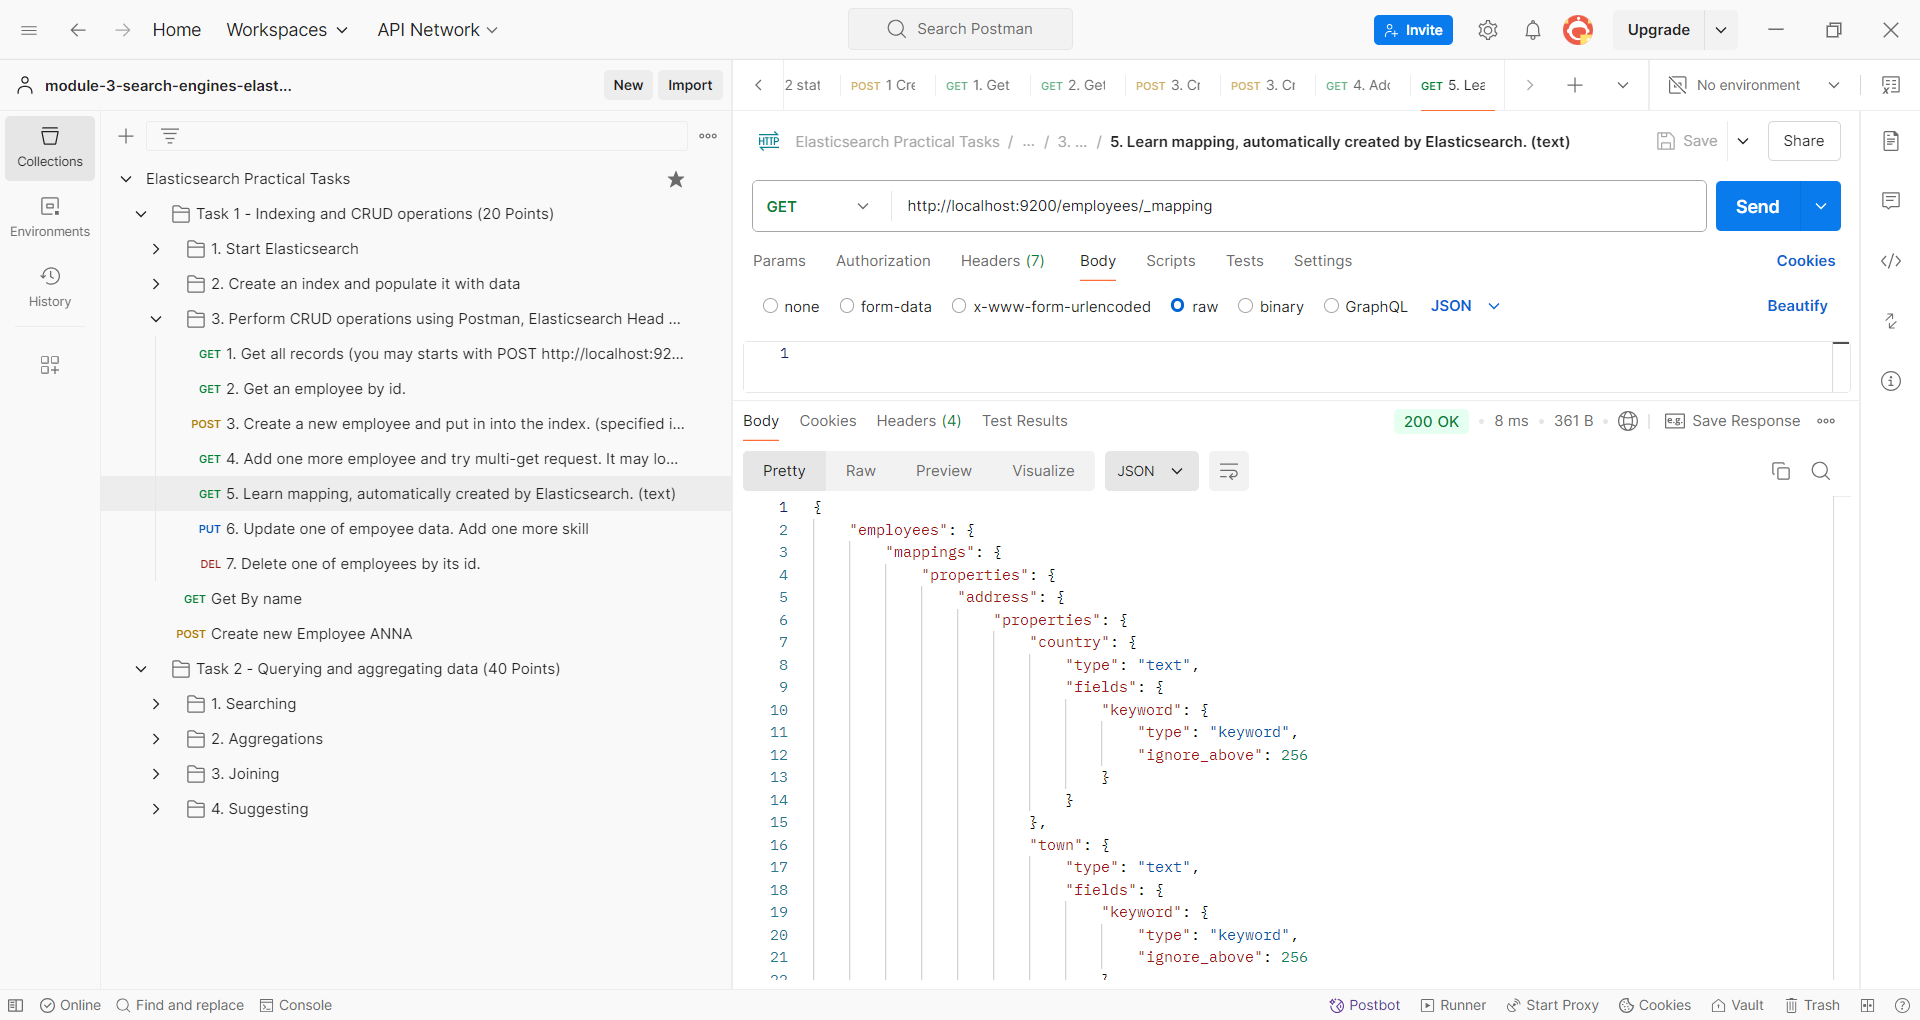 Home
Workspaces
API Network
Search Postman
Invite
Upgrade
module-3-search-engines-elast...
New
Import
2 stat
POST 1 Cre
GET 1. Get
GET 2. Get
POST 3. Cr
POST 3. Cr
GET 4. Adc
GET 5. Lea
No environment
Collections
Environments
History
Elasticsearch Practical Tasks
Task 1 - Indexing and CRUD operations (20 Points)
1. Start Elasticsearch
2. Create an index and populate it with data
3. Perform CRUD operations using Postman, Elasticsearch Head ...
GET 1. Get all records (you may starts with POST http://localhost:92...
GET 2. Get an employee by id.
POST 3. Create a new employee and put in into the index. (specified i...
GET 4. Add one more employee and try multi-get request. It may lo...
GET 5. Learn mapping, automatically created by Elasticsearch. (text)
PUT 6. Update one of empoyee data. Add one more skill
DEL 7. Delete one of employees by its id.
GET Get By name
POST Create new Employee ANNA
Task 2 - Querying and aggregating data (40 Points)
1. Searching
2. Aggregations
3. Joining
4. Suggesting
HTTP Elasticsearch Practical Tasks / ... / 3. ... / 5. Learn mapping, automatically created by Elasticsearch. (text)
Save
Share
GET
http://localhost:9200/employees/_mapping
Send
Params
Authorization
Headers (7)
Body
Scripts
Tests
Settings
Cookies
none
form-data
x-www-form-urlencoded
raw
binary
GraphQL
JSON
Beautify
1
Body
Cookies
Headers (4)
Test Results
200 OK
8 ms
361 B
e.g. Save Response
Pretty
Raw
Preview
Visualize
JSON
1 {
2 "employees": {
3 "mappings": {
4 "properties": {
5 "address": {
6 "properties": {
7 "country": {
8 "type": "text",
9 "fields": {
10 "keyword": {
11 "type": "keyword",
12 "ignore_above": 256
13 }
14 }
15 },
16 "town": {
17 "type": "text",
18 "fields": {
19 "keyword": {
20 "type": "keyword",
21 "ignore_above": 256
22 }
Online
Find and replace
Console
Postbot
Runner
Start Proxy
Cookies
Vault
Trash